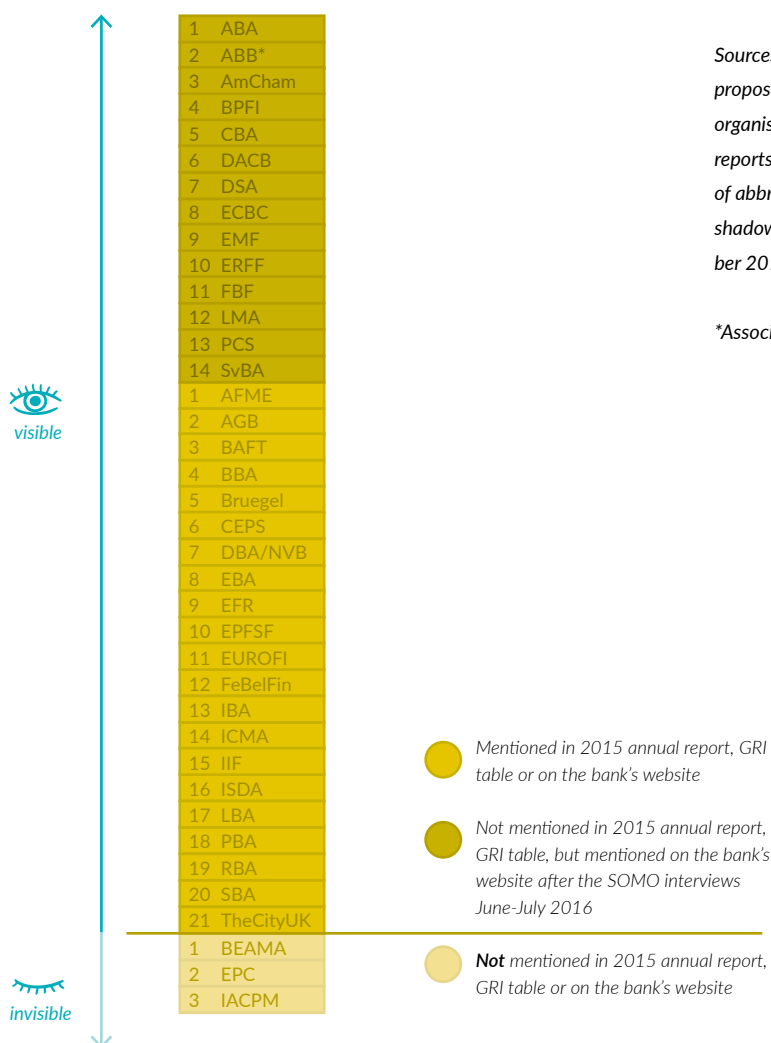 1 ABA
2 ABB*
3 AmCham
4 BPFI
5 CBA
6 DACB
7 DSA
8 ECBC
9 EMF
10 ERFF
11 FBF
12 LMA
13 PCS
14 SvBA
1 AFME
2 AGB
3 BAFT
4 BBA
5 Bruegel
6 CEPS
7 DBA/NVB
8 EBA
9 EFR
10 EPFSF
11 EUROFI
12 FeBelFin
13 IBA
14 ICMA
15 IIF
16 ISDA
17 LBA
18 PBA
19 RBA
20 SBA
21 TheCityUK
1 BEAMA
2 EPC
3 IACPM
visible
invisible
propos
organis
reports
of abbr
shadow
ber 20
*Assoc
Mentioned in 2015 annual report, GRI
table or on the bank's website
Not mentioned in 2015 annual report,
GRI table, but mentioned on the bank's
website after the SOMO interviews
June-July 2016
Not mentioned in 2015 annual report,
GRI table or on the bank's website